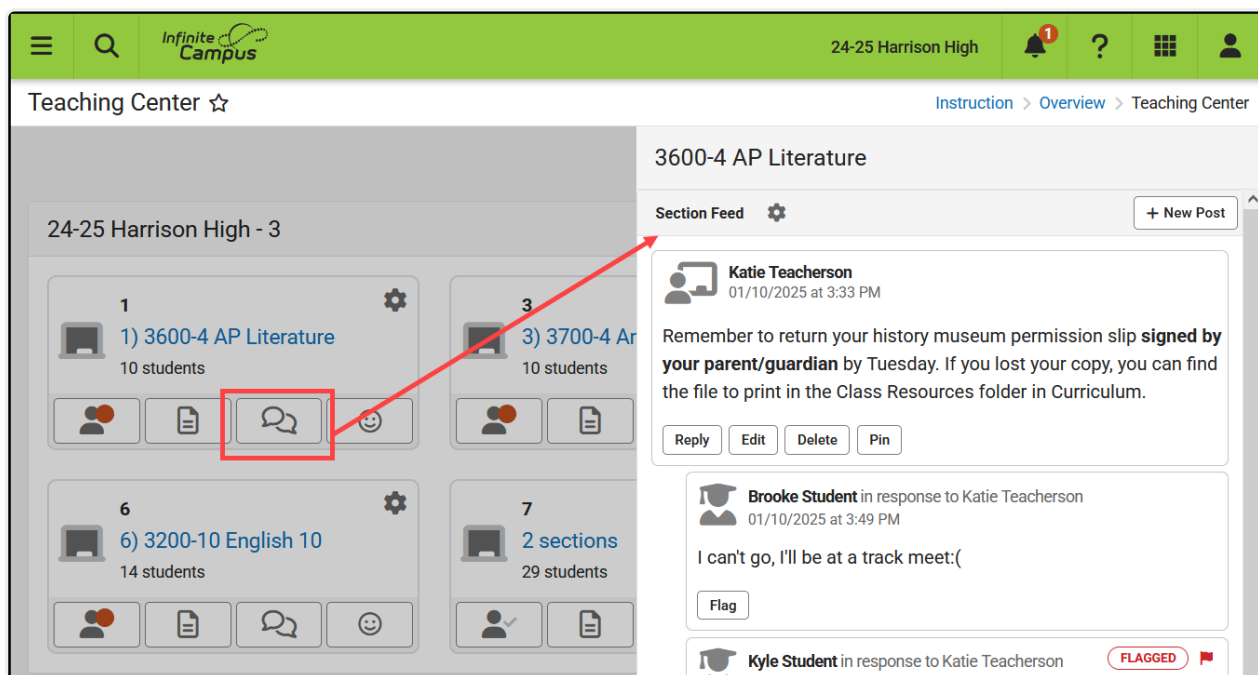 Infinite
Campus
24-25 Harrison High
1
?
Teaching Center
Instruction > Overview > Teaching Center
3600-4 AP Literature
Section Feed
+ New Post
24-25 Harrison High - 3
1
1) 3600-4 AP Literature
10 students
3
3) 3700-4
10 students
6
6) 3200-10 English 10
14 students
7
2 sections
29 students
Katie Teacherson
01/10/2025 at 3:33 PM
Remember to return your history museum permission slip signed by
your parent/guardian by Tuesday. If you lost your copy, you can find
the file to print in the Class Resources folder in Curriculum.
Reply Edit Delete Pin
Brooke Student in response to Katie Teacherson
01/10/2025 at 3:49 PM
I can't go, I'll be at a track meet:(
Flag
Kyle Student in response to Katie Teacherson
FLAGGED